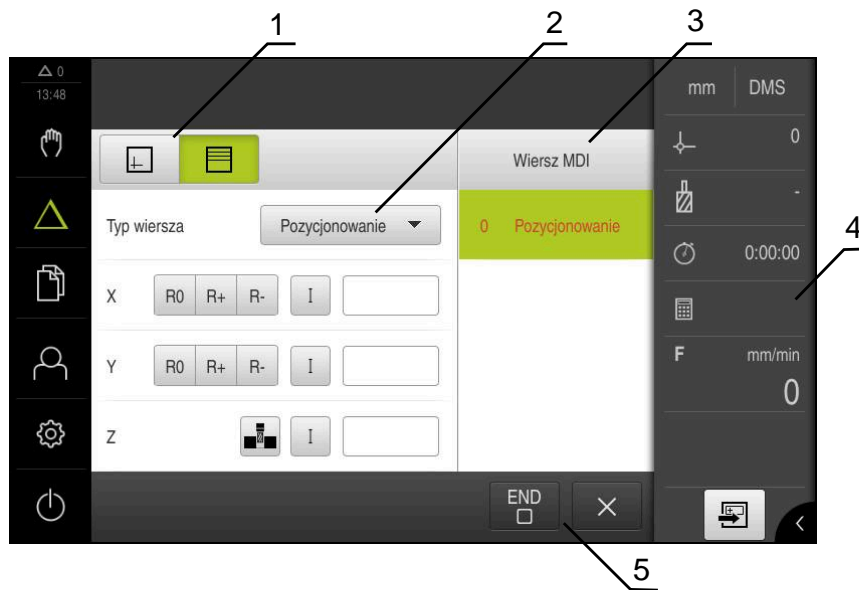 1
2
3
△ 0
13:48
mm DMS
0
Wiersz MDI
-
Typ wiersza Pozycjonowanie
0 Pozycjonowanie
4
0:00:00
X R0 R+ R- I
F mm/min
Y R0 R+ R- I
0
Z I
END
5